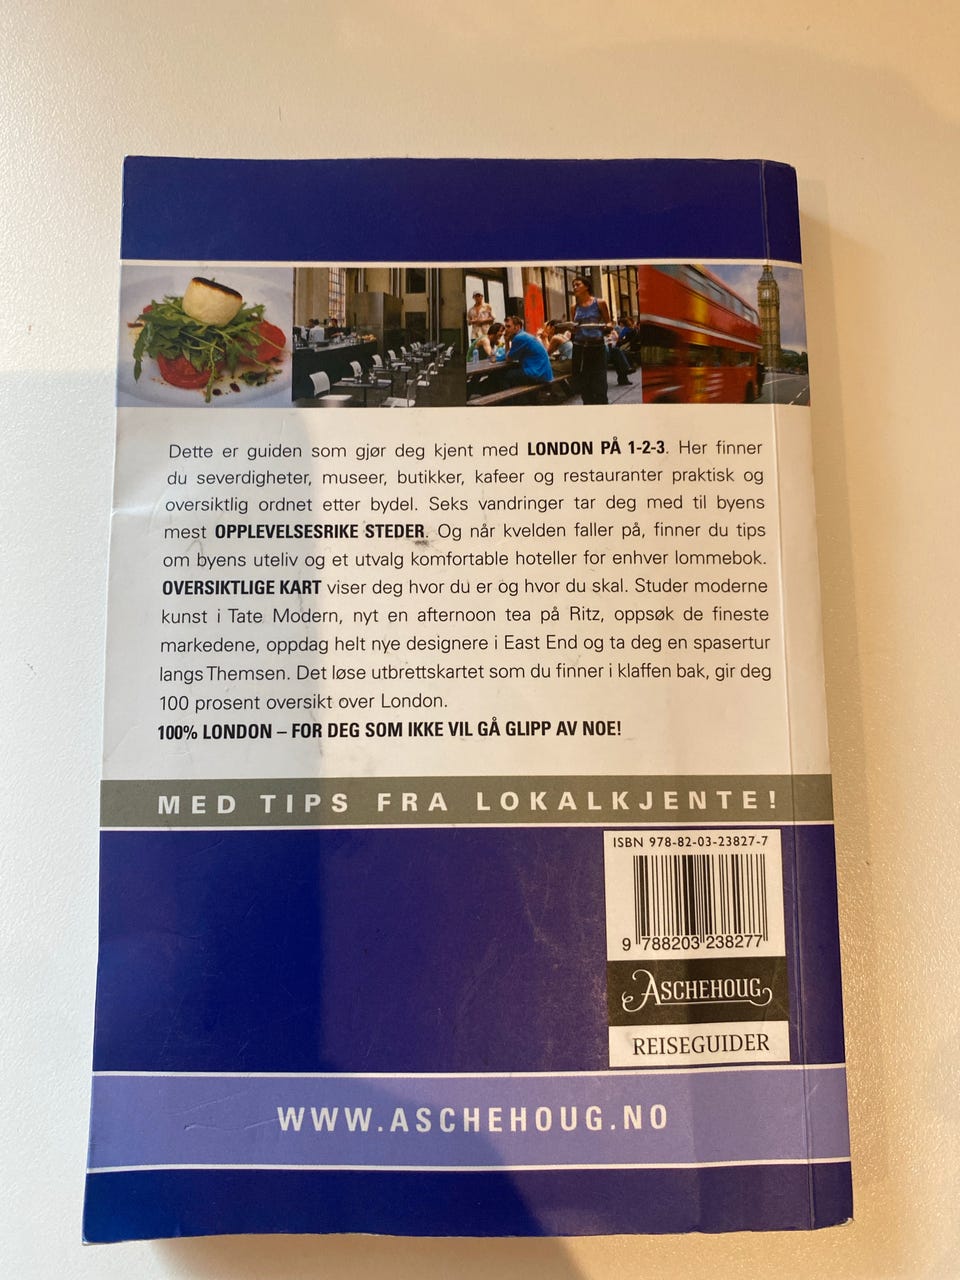 Dette er guiden som gjør deg kjent med LONDON PÅ 1-2-3. Her finner
du severdigheter, museer, butikker, kafeer og restauranter praktisk og
oversiktlig ordnet etter bydel. Seks vandringer tar deg med til byens
mest OPPLEVELSESRIKE STEDER. Og når kvelden faller på, finner du tips
om byens uteliv og et utvalg komfortable hoteller for enhver lommebok.
OVERSIKTLIGE KART viser deg hvor du er og hvor du skal. Studer moderne
kunst i Tate Modern, nyt en afternoon tea på Ritz, oppsøk de fineste
markedene, oppdag helt nye designere i East End og ta deg en spasertur
langs Themsen. Det løse utbrettskartet som du finner i klaffen bak, gir deg
100 prosent oversikt over London.
100% LONDON – FOR DEG SOM IKKE VIL GÅ GLIPP AV NOE!
MED TIPS FRA LOKALKJENTE!
ISBN 978-82-03-23827-7
9 788203 238277
ASCHEHOUG
REISEGUIDER
WWW.ASCHEHOUG.NO